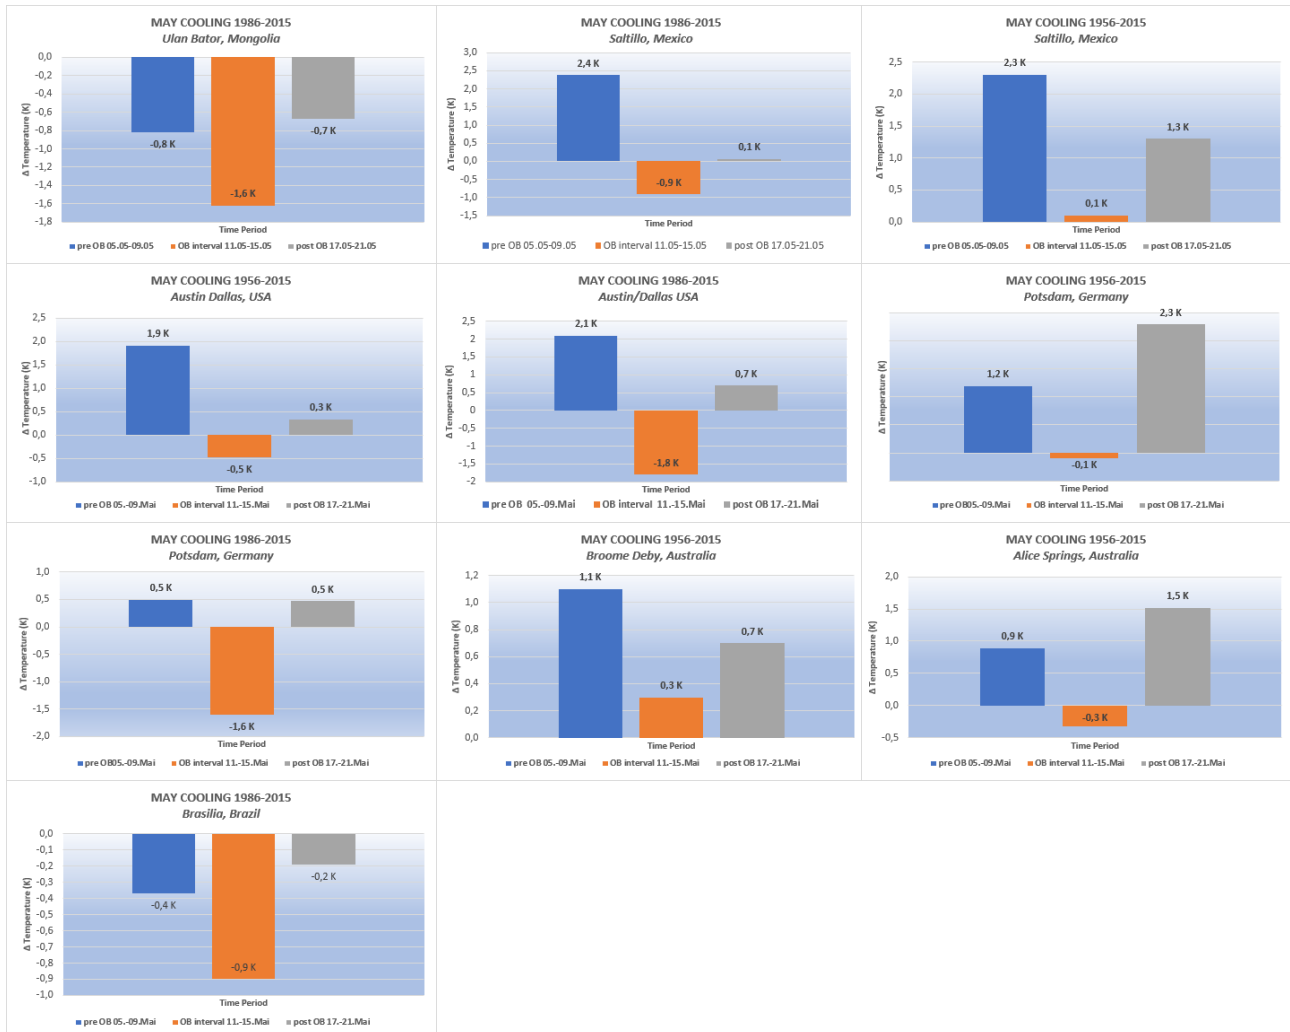 MAY COOLING 1986-2015
Ulan Bator, Mongolia
Δ Temperature (K)
0,0
-0,2
-0,4
-0,6
-0,8
-1,0
-1,2
-1,4
-1,6
-1,8
-0,8 K
-1,6 K
-0,7 K
Time Period
pre OB 05.05-09.05 OB interval 11.05-15.05 post OB 17.05-21.05
MAY COOLING 1986-2015
Saltillo, Mexico
Δ Temperature (K)
3,0
2,5
2,0
1,5
1,0
0,5
0,0
-0,5
-1,0
-1,5
2,4 K
-0,9 K
0,1 K
Time Period
pre OB 05.05-09.05 OB interval 11.05-15.05 post OB 17.05-21.05
MAY COOLING 1956-2015
Saltillo, Mexico
Δ Temperature (K)
2,5
2,0
1,5
1,0
0,5
0,0
2,3 K
0,1 K
1,3 K
Time Period
pre OB 05.05-09.05 OB interval 11.05-15.05 post OB 17.05-21.05
MAY COOLING 1956-2015
Austin Dallas, USA
Δ Temperature (K)
2,5
2,0
1,5
1,0
0,5
0,0
-0,5
-1,0
1,9 K
-0,5 K
0,3 K
Time Period
pre OB 05.-09.Mai OB interval 11.-15.Mai post OB 17.-21.Mai
MAY COOLING 1986-2015
Austin/Dallas USA
Δ Temperature (K)
2,5
2
1,5
1
0,5
0
-0,5
-1
-1,5
-2
2,1 K
-1,8 K
0,7 K
Time Period
pre OB 05.-09.Mai OB interval 11.-15.Mai post OB 17.-21.Mai
MAY COOLING 1956-2015
Potsdam, Germany
Δ Temperature (K)
1,2 K
-0,1 K
2,3 K
Time Period
pre OB05.-09.Mai OB interval 11.-15.Mai post OB 17.-21.Mai
MAY COOLING 1986-2015
Potsdam, Germany
Δ Temperature (K)
1,0
0,5
0,0
-0,5
-1,0
-1,5
-2,0
0,5 K
-1,6 K
0,5 K
Time Period
pre OB05.-09.Mai OB interval 11.-15.Mai post OB 17.-21.Mai
MAY COOLING 1956-2015
Broome Deby, Australia
Δ Temperature (K)
1,2
1,0
0,8
0,6
0,4
0,2
0,0
1,1 K
0,3 K
0,7 K
Time Period
pre OB 05.-09.Mai OB interval 11.-15.Mai post OB 17.-21.Mai
MAY COOLING 1956-2015
Alice Springs, Australia
Δ Temperature (K)
2,0
1,5
1,0
0,5
0,0
-0,5
0,9 K
-0,3 K
1,5 K
Time Period
pre OB 05.-09.Mai OB interval 11.-15.Mai post OB 17.-21.Mai
MAY COOLING 1986-2015
Brasilia, Brazil
Δ Temperature (K)
0,0
-0,1
-0,2
-0,3
-0,4
-0,5
-0,6
-0,7
-0,8
-0,9
-1,0
-0,4 K
-0,9 K
-0,2 K
Time Period
pre OB 05.-09.Mai OB interval 11.-15.Mai post OB 17.-21.Mai